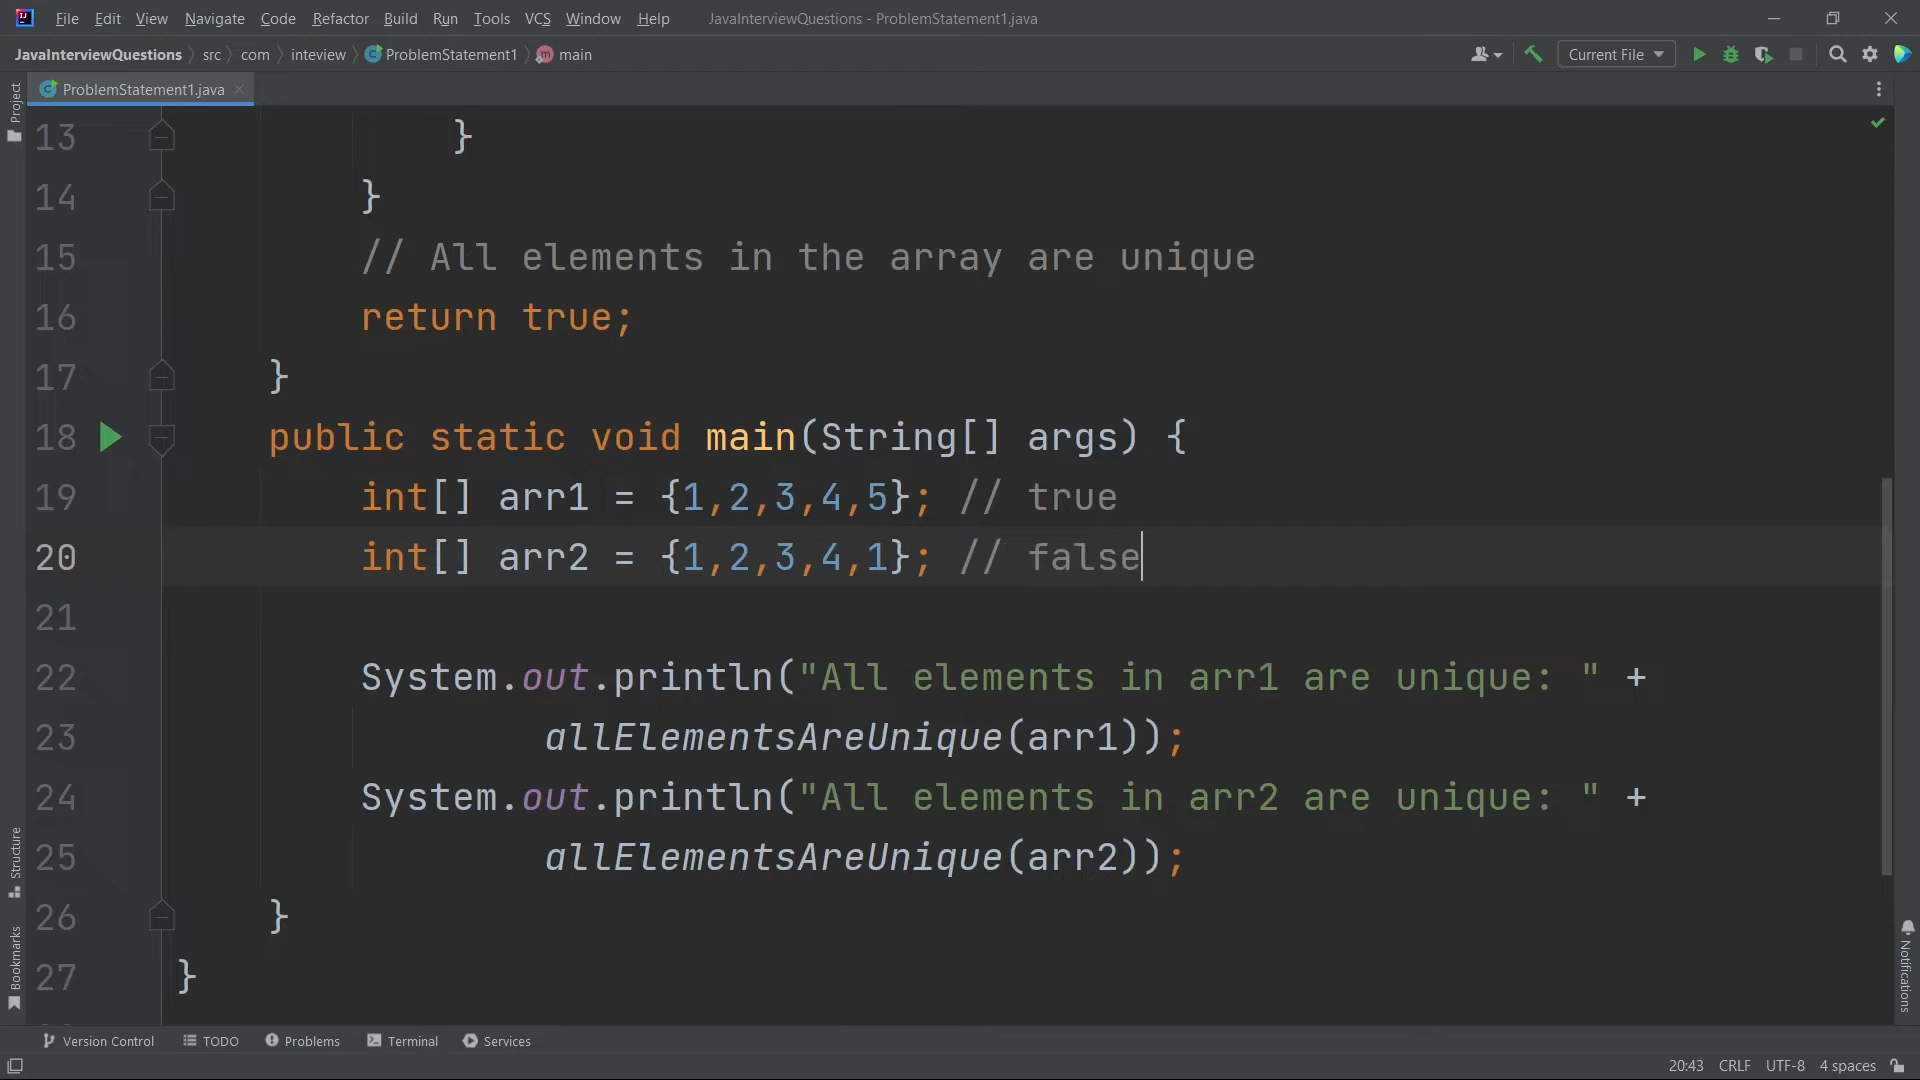 File Edit View Navigate Code Refactor Build Run Tools VCS Window Help JavaInterviewQuestions - ProblemStatement1.java
JavaInterviewQuestions src com inteview ProblemStatement1 main Current File
ProblemStatement1.java
Project
13 }
14 }
15 // All elements in the array are unique
16 return true;
17 }
18 public static void main(String[] args) {
19 int[] arr1 = {1,2,3,4,5}; // true
20 int[] arr2 = {1,2,3,4,1}; // false
21
22 System.out.println("All elements in arr1 are unique: " +
23 allElementsAreUnique(arr1));
24 System.out.println("All elements in arr2 are unique: " +
25 allElementsAreUnique(arr2));
26 }
27 }
Structure
Bookmarks
Notifications
Version Control TODO Problems Terminal Services
20:43 CRLF UTF-8 4 spaces